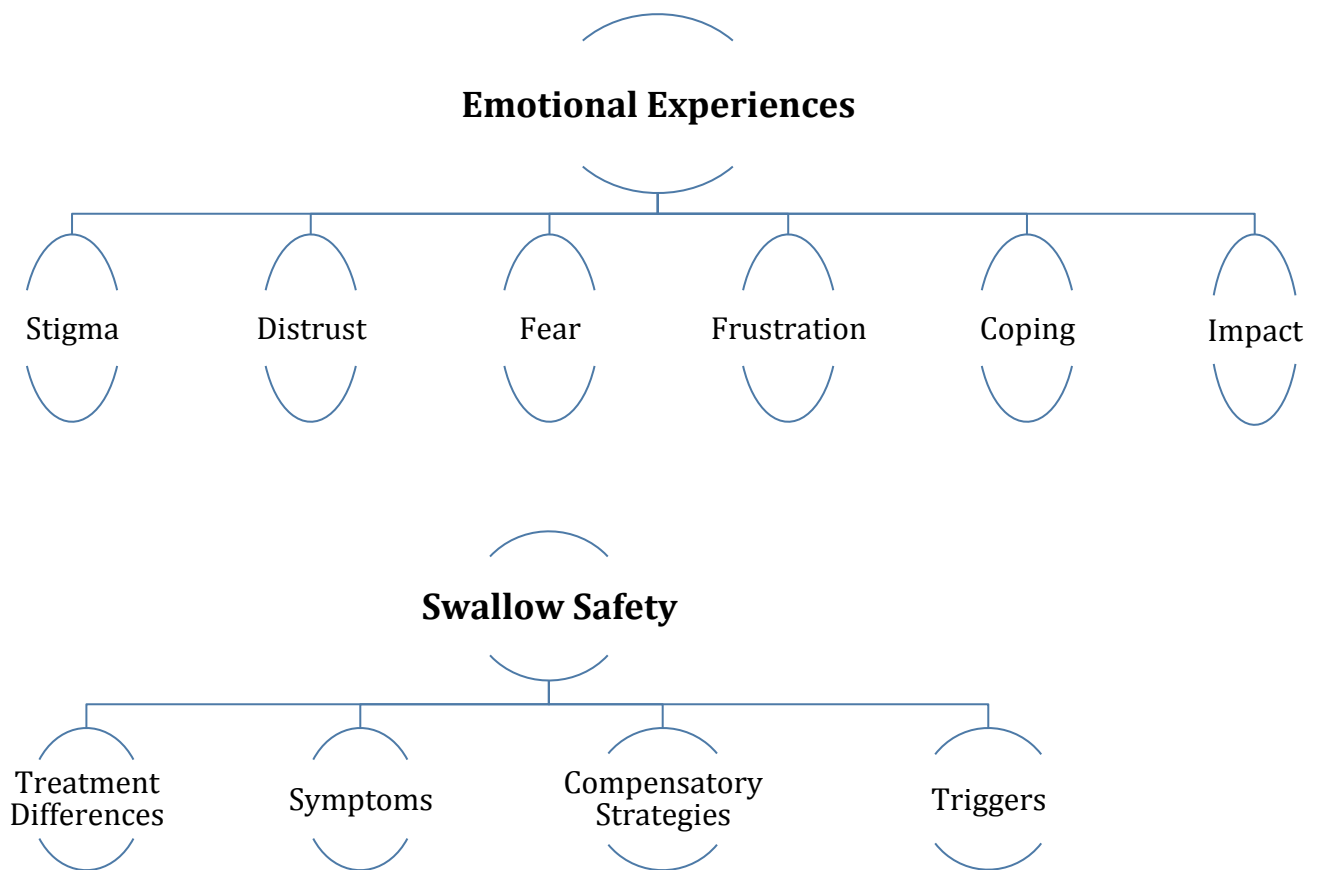 Emotional Experiences
Stigma
Distrust
Fear
Frustration
Coping
Impact
Swallow Safety
Treatment
Differences
Symptoms
Compensatory
Strategies
Triggers